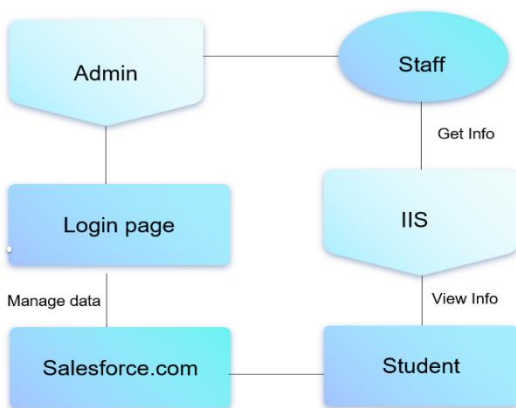 Admin
Staff
Get Info
Login page
IIS
Manage data
View Info
Salesforce.com
Student